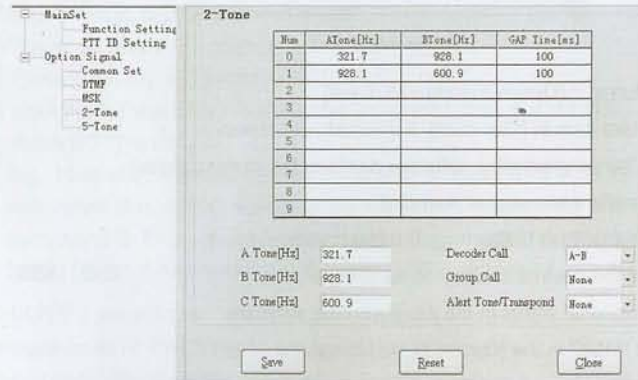 MainSet
Function Setting
PTT ID Setting
Option Signal
Common Set
DTMF
MSK
2-Tone
5-Tone
2-Tone
Num ATone[Hz] BTone[Hz] GAP Time[ms]
0 321.7 928.1 100
1 928.1 600.9 100
2
3
4
5
6
7
8
9
A Tone[Hz] 321.7 Decoder Call A-B
B Tone[Hz] 928.1 Group Call None
C Tone[Hz] 600.9 Alert Tone/Transpond None
Save Reset Close